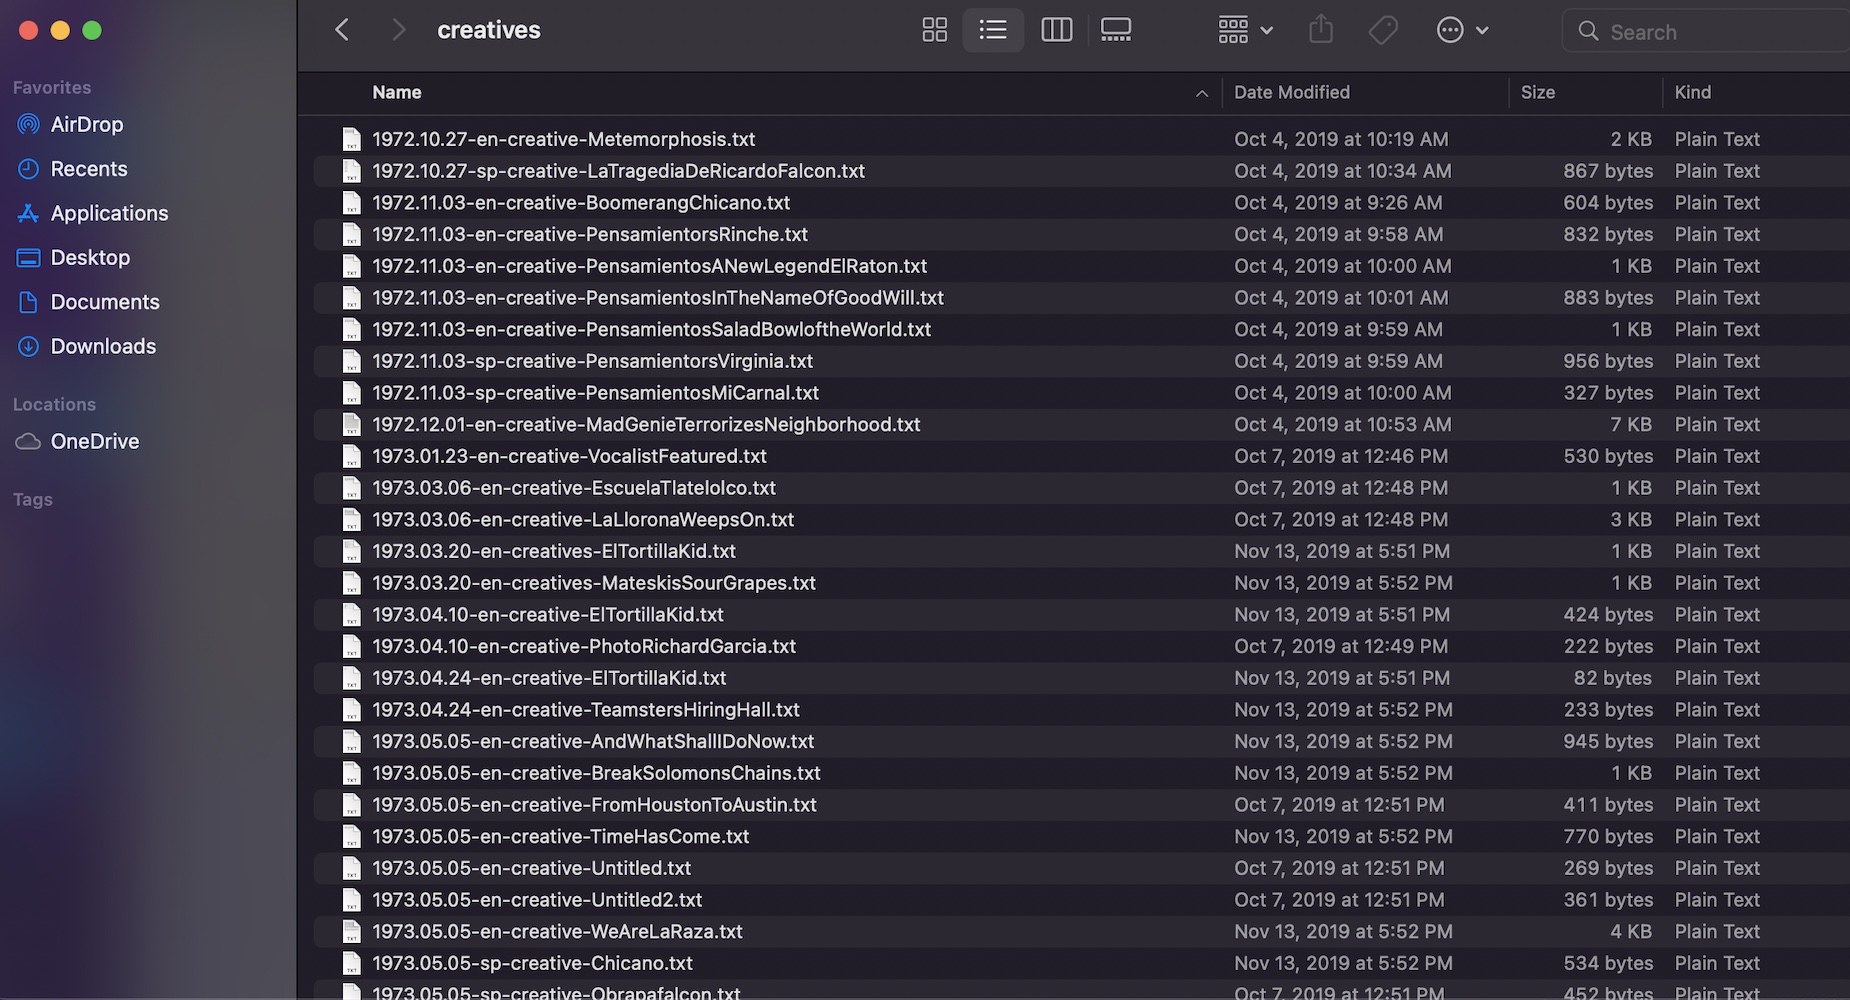 creatives
Search
Favorites
AirDrop
Recents
Applications
Desktop
Documents
Downloads
Locations
OneDrive
Tags
Name Date Modified Size Kind
1972.10.27-en-creative-Metemorphosis.txt Oct 4, 2019 at 10:19 AM 2 KB Plain Text
1972.10.27-sp-creative-LaTragediaDeRicardoFalcon.txt Oct 4, 2019 at 10:34 AM 867 bytes Plain Text
1972.11.03-en-creative-BoomerangChicano.txt Oct 4, 2019 at 9:26 AM 604 bytes Plain Text
1972.11.03-en-creative-PensamientorsRinche.txt Oct 4, 2019 at 9:58 AM 832 bytes Plain Text
1972.11.03-en-creative-PensamientosANewLegendElRaton.txt Oct 4, 2019 at 10:00 AM 1 KB Plain Text
1972.11.03-en-creative-PensamientosInTheNameOfGoodWill.txt Oct 4, 2019 at 10:01 AM 883 bytes Plain Text
1972.11.03-en-creative-PensamientosSaladBowloftheWorld.txt Oct 4, 2019 at 9:59 AM 1 KB Plain Text
1972.11.03-sp-creative-PensamientorsVirginia.txt Oct 4, 2019 at 9:59 AM 956 bytes Plain Text
1972.11.03-sp-creative-PensamientosMiCarnal.txt Oct 4, 2019 at 10:00 AM 327 bytes Plain Text
1972.12.01-en-creative-MadGenieTerrorizesNeighborhood.txt Oct 4, 2019 at 10:53 AM 7 KB Plain Text
1973.01.23-en-creative-VocalistFeatured.txt Oct 7, 2019 at 12:46 PM 530 bytes Plain Text
1973.03.06-en-creative-EscuelaTlatelolco.txt Oct 7, 2019 at 12:48 PM 1 KB Plain Text
1973.03.06-en-creative-LaLloronaWeepsOn.txt Oct 7, 2019 at 12:48 PM 3 KB Plain Text
1973.03.20-en-creatives-ElTortillaKid.txt Nov 13, 2019 at 5:51 PM 1 KB Plain Text
1973.03.20-en-creatives-MateskisSourGrapes.txt Nov 13, 2019 at 5:52 PM 1 KB Plain Text
1973.04.10-en-creative-ElTortillaKid.txt Nov 13, 2019 at 5:51 PM 424 bytes Plain Text
1973.04.10-en-creative-PhotoRichardGarcia.txt Oct 7, 2019 at 12:49 PM 222 bytes Plain Text
1973.04.24-en-creative-ElTortillaKid.txt Nov 13, 2019 at 5:51 PM 82 bytes Plain Text
1973.04.24-en-creative-TeamstersHiringHall.txt Nov 13, 2019 at 5:52 PM 233 bytes Plain Text
1973.05.05-en-creative-AndWhatShallIDoNow.txt Nov 13, 2019 at 5:52 PM 945 bytes Plain Text
1973.05.05-en-creative-BreakSolomonsChains.txt Nov 13, 2019 at 5:52 PM 1 KB Plain Text
1973.05.05-en-creative-FromHoustonToAustin.txt Oct 7, 2019 at 12:51 PM 411 bytes Plain Text
1973.05.05-en-creative-TimeHasCome.txt Nov 13, 2019 at 5:52 PM 770 bytes Plain Text
1973.05.05-en-creative-Untitled.txt Oct 7, 2019 at 12:51 PM 269 bytes Plain Text
1973.05.05-en-creative-Untitled2.txt Oct 7, 2019 at 12:51 PM 361 bytes Plain Text
1973.05.05-en-creative-WeAreLaRaza.txt Nov 13, 2019 at 5:52 PM 4 KB Plain Text
1973.05.05-sp-creative-Chicano.txt Nov 13, 2019 at 5:52 PM 534 bytes Plain Text
1973.05.05-sp-creative-Obrapafalcon.txt Oct 7, 2019 at 12:51 PM 452 bytes Plain Text